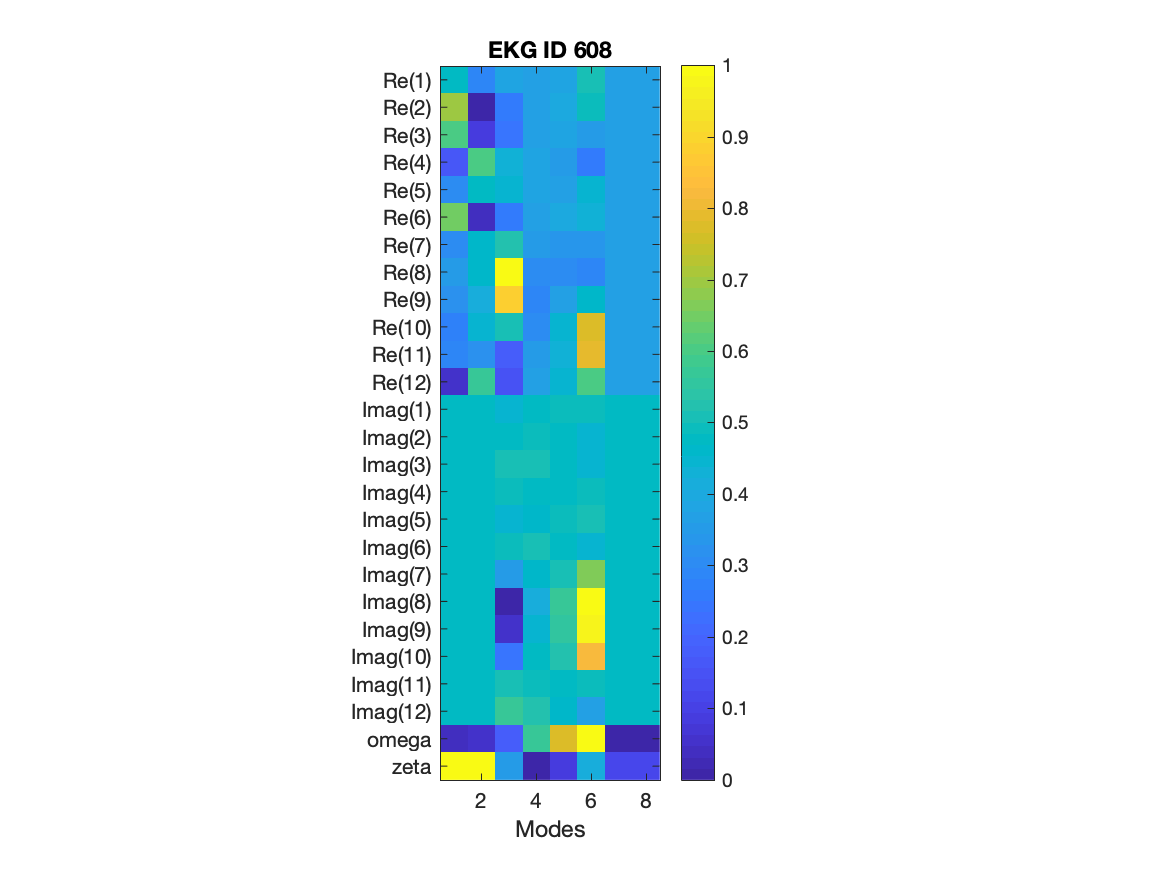 EKG ID 608
Re(1)
Re(2)
Re(3)
Re(4)
Re(5)
Re(6)
Re(7)
Re(8)
Re(9)
Re(10)
Re(11)
Re(12)
Imag(1)
Imag(2)
Imag(3)
Imag(4)
Imag(5)
Imag(6)
Imag(7)
Imag(8)
Imag(9)
Imag(10)
Imag(11)
Imag(12)
omega
zeta
2 4 6 8
Modes
1
0.9
0.8
0.7
0.6
0.5
0.4
0.3
0.2
0.1
0